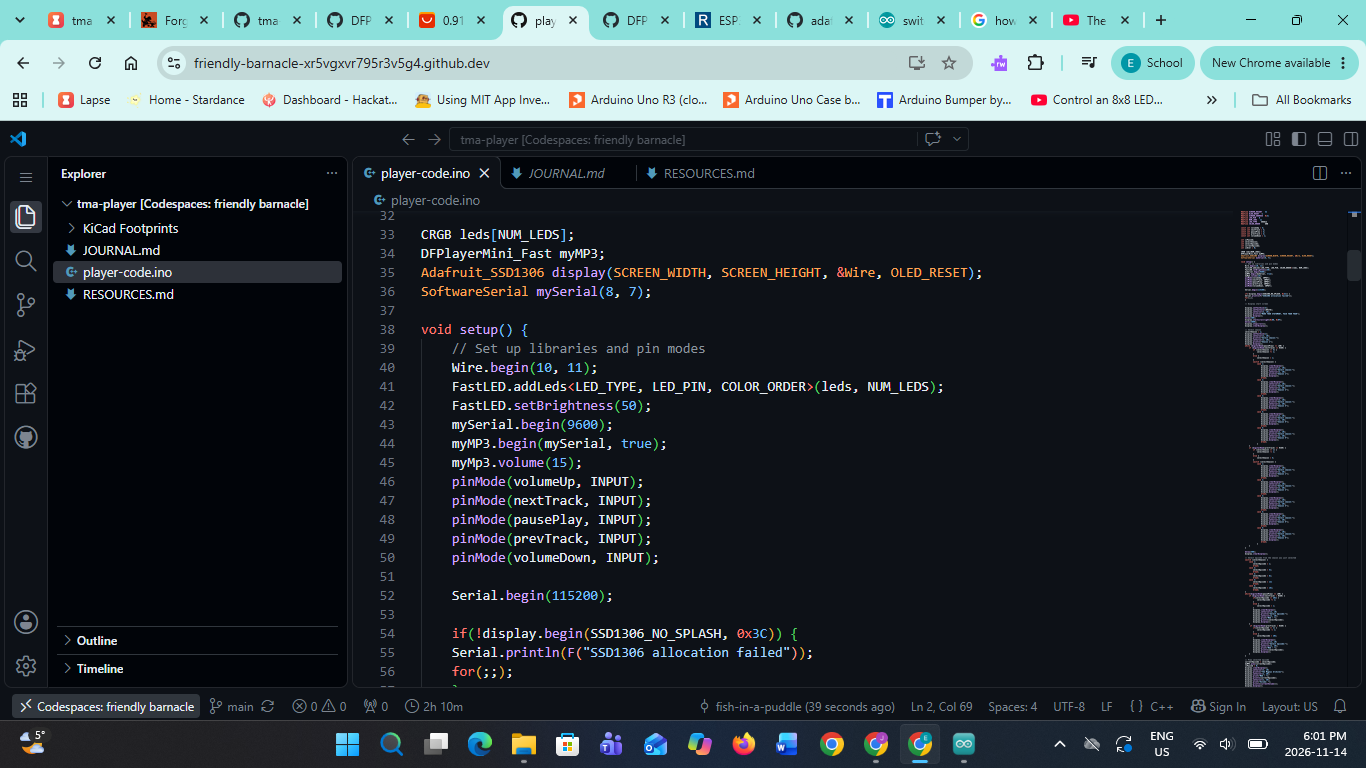 tma
Forg
tma
DFP
0.91
play
DFP
ESP.
adaf
swit
how
The
friendly-barnacle-xr5vgxvr795r3v5g4.github.dev
rw
E School
New Chrome available
Lapse
Home - Stardance
Dashboard - Hackat...
Using MIT App Inve...
Arduino Uno R3 (clo...
Arduino Uno Case b...
Arduino Bumper by...
Control an 8x8 LED...
All Bookmarks
tma-player [Codespaces: friendly barnacle]
Explorer
player-code.ino
JOURNAL.md
RESOURCES.md
tma-player [Codespaces: friendly barnacle]
KiCad Footprints
JOURNAL.md
player-code.ino
RESOURCES.md
Outline
Timeline
player-code.ino
32
33 CRGB leds[NUM_LEDS];
34 DFPlayerMini_Fast myMP3;
35 Adafruit_SSD1306 display(SCREEN_WIDTH, SCREEN_HEIGHT, &Wire, OLED_RESET);
36 SoftwareSerial mySerial(8, 7);
37
38 void setup() {
39 // Set up libraries and pin modes
40 Wire.begin(10, 11);
41 FastLED.addLeds<LED_TYPE, LED_PIN, COLOR_ORDER>(leds, NUM_LEDS);
42 FastLED.setBrightness(50);
43 mySerial.begin(9600);
44 myMP3.begin(mySerial, true);
45 myMp3.volume(15);
46 pinMode(volumeUp, INPUT);
47 pinMode(nextTrack, INPUT);
48 pinMode(pausePlay, INPUT);
49 pinMode(prevTrack, INPUT);
50 pinMode(volumeDown, INPUT);
51
52 Serial.begin(115200);
53
54 if(!display.begin(SSD1306_NO_SPLASH, 0x3C)) {
55 Serial.println(F("SSD1306 allocation failed"));
56 for(;;);
Codespaces: friendly barnacle
main
0 0
0
2h 10m
fish-in-a-puddle (39 seconds ago)
Ln 2, Col 69
Spaces: 4
UTF-8
LF
{ } C++
Sign In
Layout: US
5°
ENG
US
6:01 PM
2026-11-14